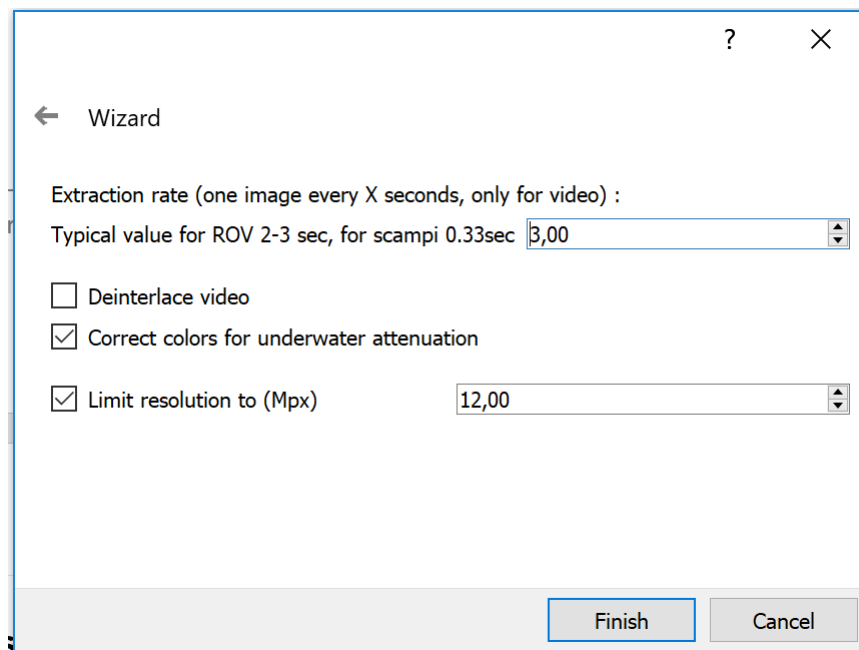 ?
Wizard
Extraction rate (one image every X seconds, only for video) :
Typical value for ROV 2-3 sec, for scampi 0.33sec 3,00
Deinterlace video
Correct colors for underwater attenuation
Limit resolution to (Mpx) 12,00
Finish Cancel